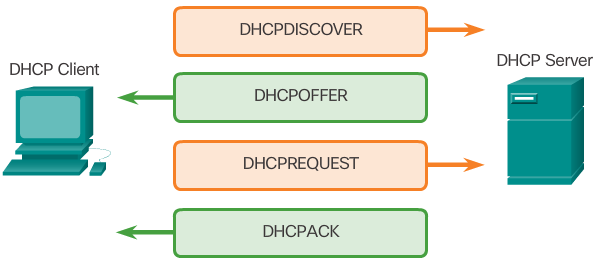 DHCPDISCOVER
DHCP Client
DHCP Server
DHCPOFFER
DHCPREQUEST
DHCPACK